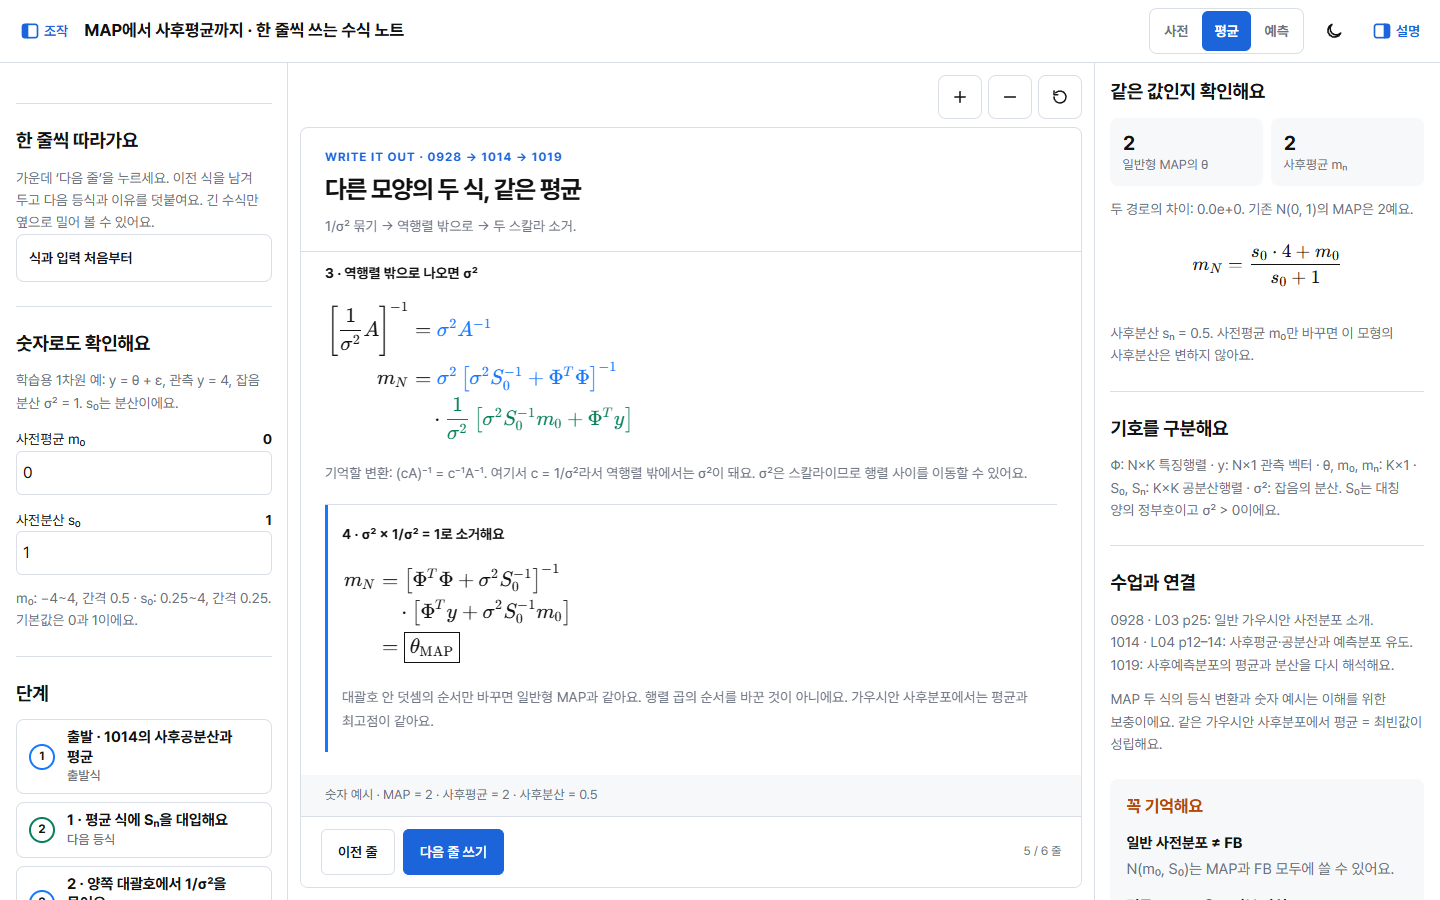 조작
MAP에서 사후평균까지 · 한 줄씩 쓰는 수식 노트
사전
평균
예측
설명
한 줄씩 따라가요
가운데 ‘다음 줄’을 누르세요. 이전 식을 남겨
두고 다음 등식과 이유를 덧붙여요. 긴 수식만
옆으로 밀어 볼 수 있어요.
식과 입력 처음부터
숫자로도 확인해요
학습용 1차원 예: y = θ + ε, 관측 y = 4, 잡음
분산 σ² = 1. s₀는 분산이에요.
사전평균 m₀ 0
0
사전분산 s₀ 1
1
m₀: −4~4, 간격 0.5 · s₀: 0.25~4, 간격 0.25.
기본값은 0과 1이에요.
단계
1
출발 · 1014의 사후공분산과
평균
출발식
2
1 · 평균 식에 Sₙ을 대입해요
다음 등식
2 · 양쪽 대괄호에서 1/σ²을
+
−
WRITE IT OUT · 0928 → 1014 → 1019
다른 모양의 두 식, 같은 평균
1/σ² 묶기 → 역행렬 밖으로 → 두 스칼라 소거.
3 · 역행렬 밖으로 나오면 σ²
[1/σ² A]⁻¹ = σ²A⁻¹
m_N = σ² [σ²S₀⁻¹ + ΦᵀΦ]⁻¹
· 1/σ² [σ²S₀⁻¹m₀ + Φᵀy]
기억할 변환: (cA)⁻¹ = c⁻¹A⁻¹. 여기서 c = 1/σ²라서 역행렬 밖에서는 σ²이 돼요. σ²은 스칼라이므로 행렬 사이를 이동할 수 있어요.
4 · σ² × 1/σ² = 1로 소거해요
m_N = [ΦᵀΦ + σ²S₀⁻¹]⁻¹
· [Φᵀy + σ²S₀⁻¹m₀]
= θ_MAP
대괄호 안 덧셈의 순서만 바꾸면 일반형 MAP과 같아요. 행렬 곱의 순서를 바꾼 것이 아니에요. 가우시안 사후분포에서는 평균과
최고점이 같아요.
숫자 예시 · MAP = 2 · 사후평균 = 2 · 사후분산 = 0.5
이전 줄
다음 줄 쓰기
5 / 6 줄
같은 값인지 확인해요
2
일반형 MAP의 θ
2
사후평균 mₙ
두 경로의 차이: 0.0e+0. 기존 N(0, 1)의 MAP은 2예요.
m_N = (s₀ · 4 + m₀) / (s₀ + 1)
사후분산 sₙ = 0.5. 사전평균 m₀만 바꾸면 이 모형의
사후분산은 변하지 않아요.
기호를 구분해요
Φ: N×K 특징행렬 · y: N×1 관측 벡터 · θ, m₀, mₙ: K×1 ·
S₀, Sₙ: K×K 공분산행렬 · σ²: 잡음의 분산. S₀는 대칭
양의 정부호이고 σ² > 0이에요.
수업과 연결
0928 · L03 p25: 일반 가우시안 사전분포 소개.
1014 · L04 p12–14: 사후평균·공분산과 예측분포 유도.
1019: 사후예측분포의 평균과 분산을 다시 해석해요.
MAP 두 식의 등식 변환과 숫자 예시는 이해를 위한
보충이에요. 같은 가우시안 사후분포에서 평균 = 최빈값이
성립해요.
꼭 기억해요
일반 사전분포 ≠ FB
N(m₀, S₀)는 MAP과 FB 모두에 쓸 수 있어요.